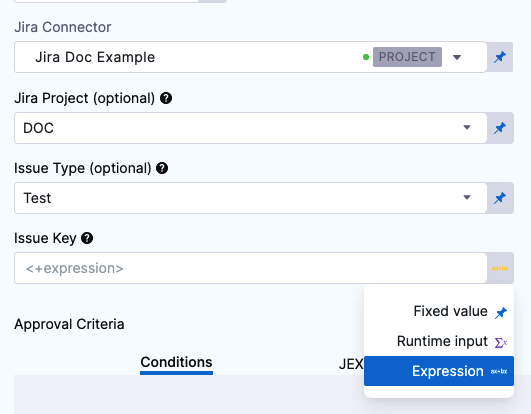 Jira Connector
Jira Doc Example PROJECT
Jira Project (optional)
DOC
Issue Type (optional)
Test
Issue Key
<+expression>
Fixed value
Approval Criteria
Runtime input
Conditions JEX
Expression